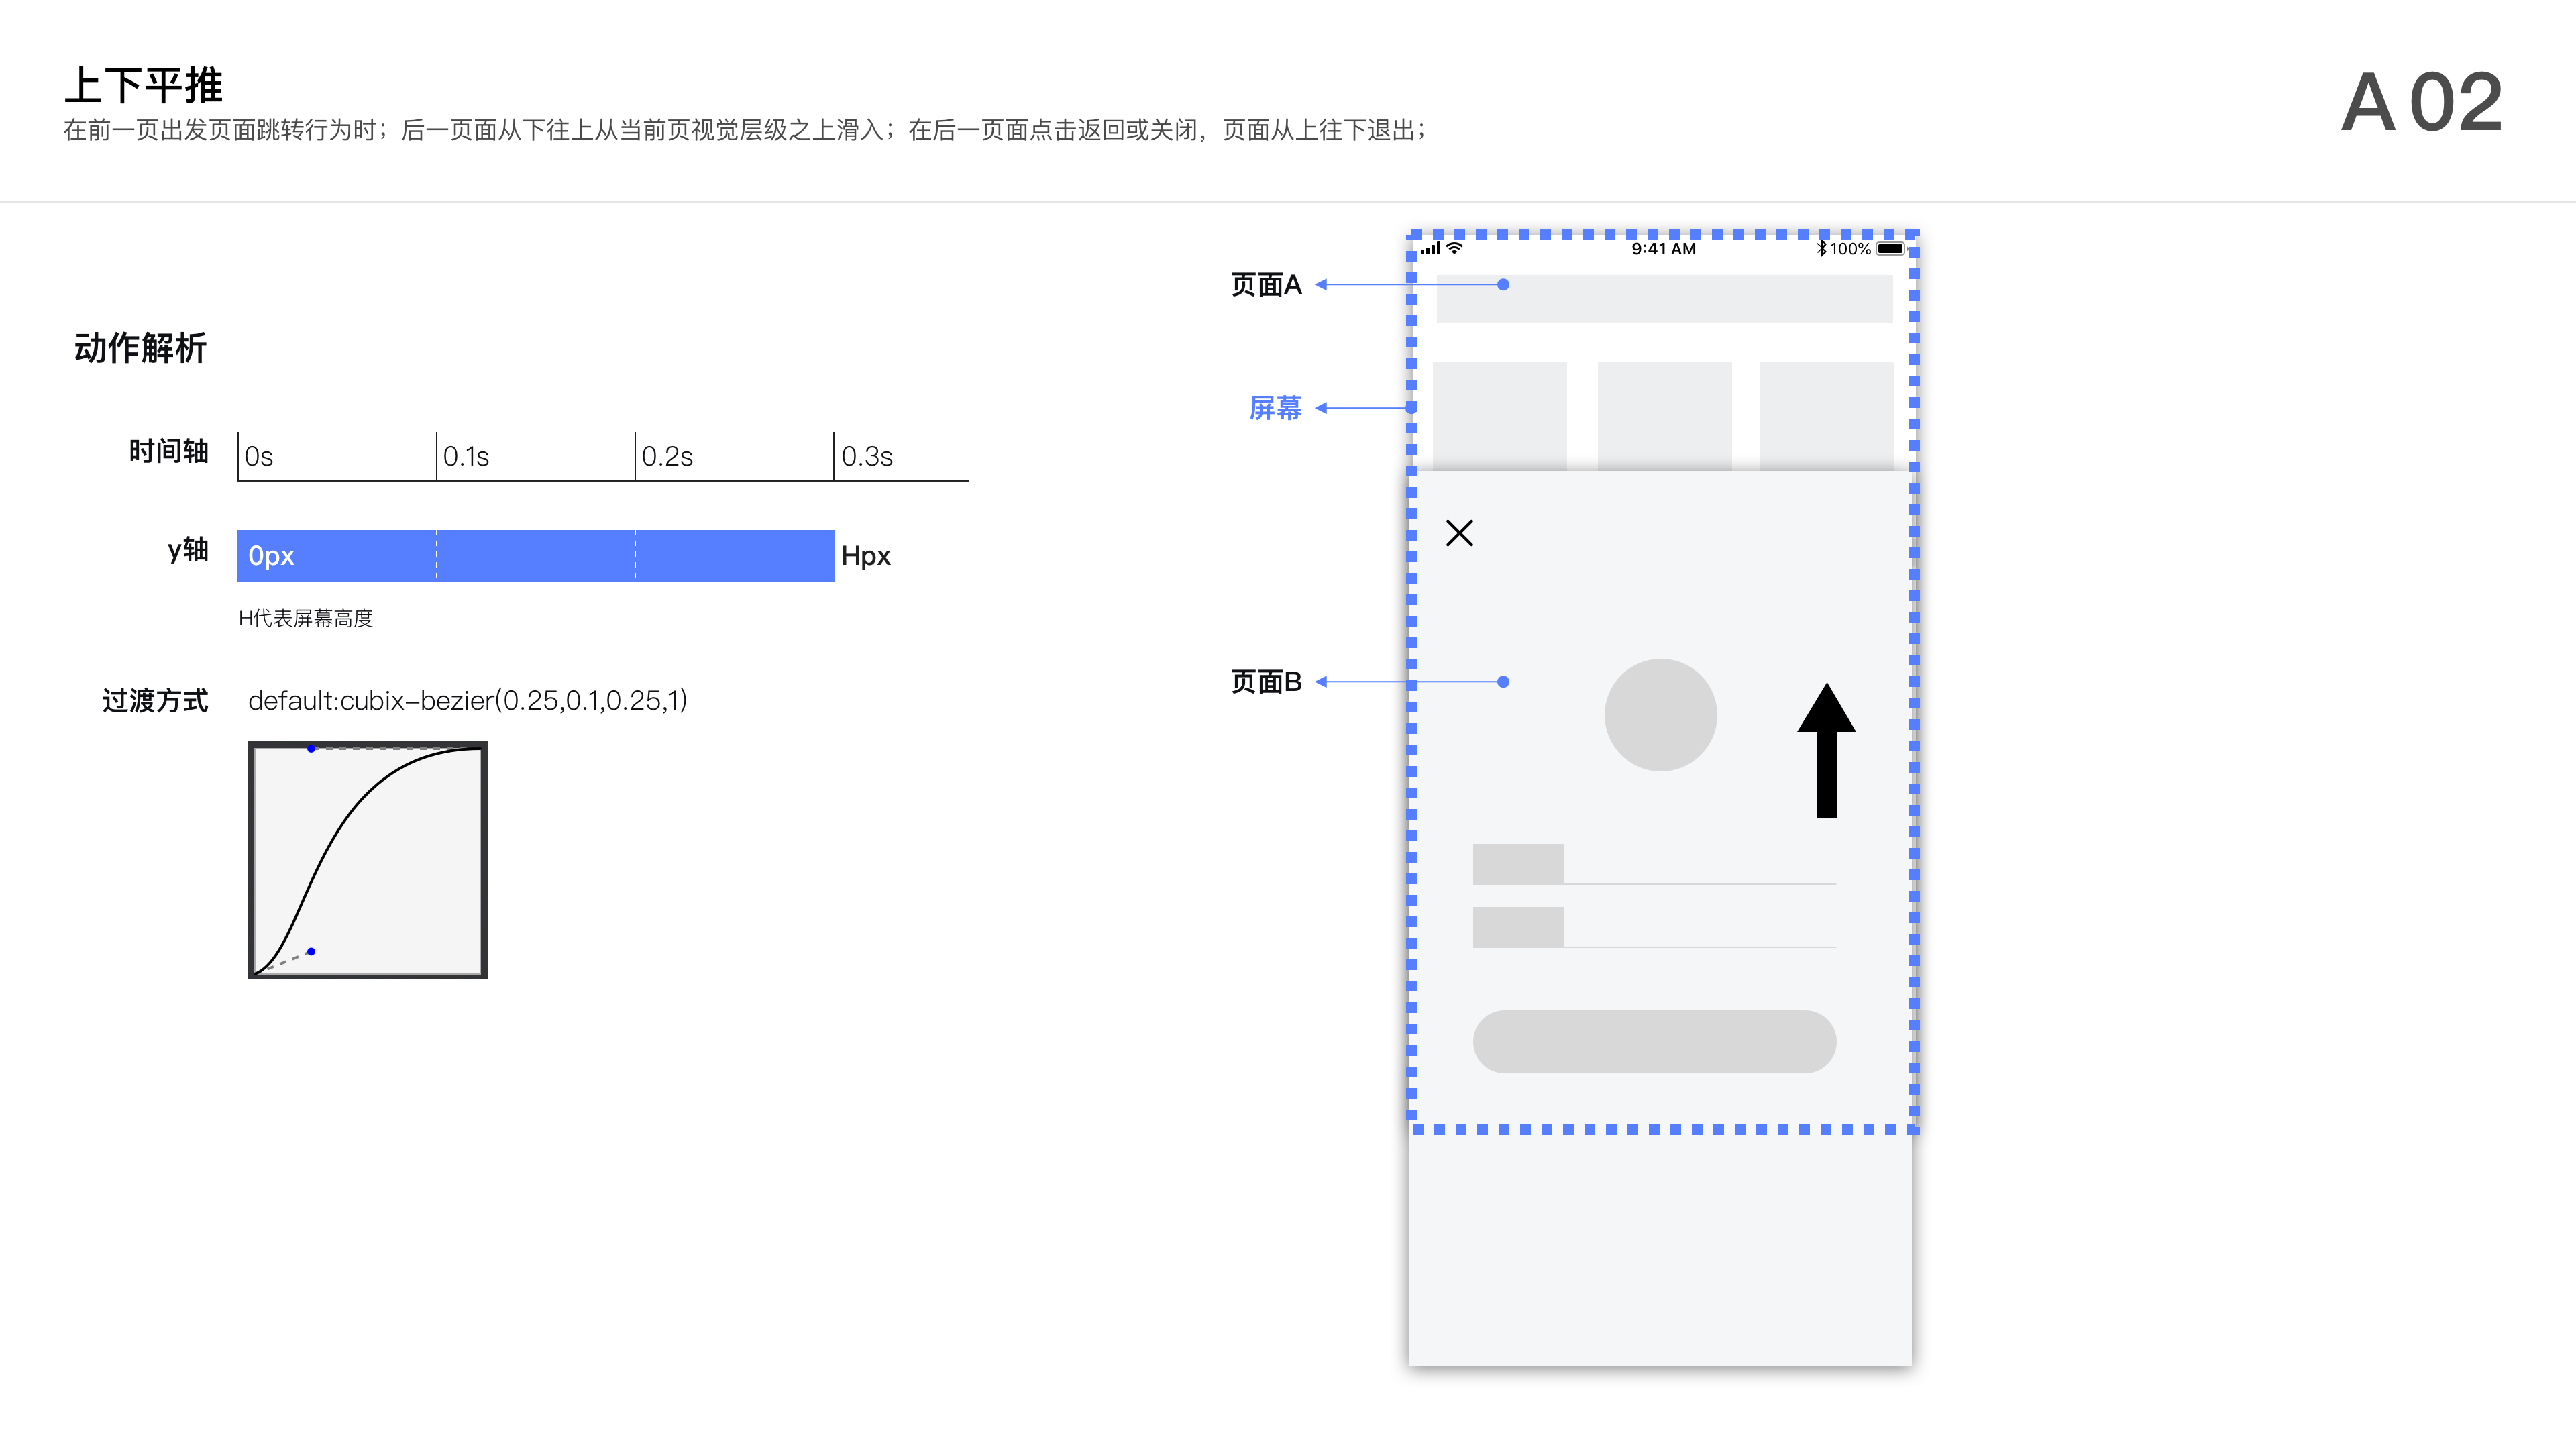 上下平推
A 02
在前一页出发页面跳转行为时；后一页面从下往上从当前页视觉层级之上滑入；在后一页面点击返回或关闭，页面从上往下退出；
动作解析
时间轴 0s 0.1s 0.2s 0.3s
y轴 0px Hpx
H代表屏幕高度
过渡方式 default:cubix-bezier(0.25,0.1,0.25,1)
9:41 AM 100%
页面A
屏幕
页面B